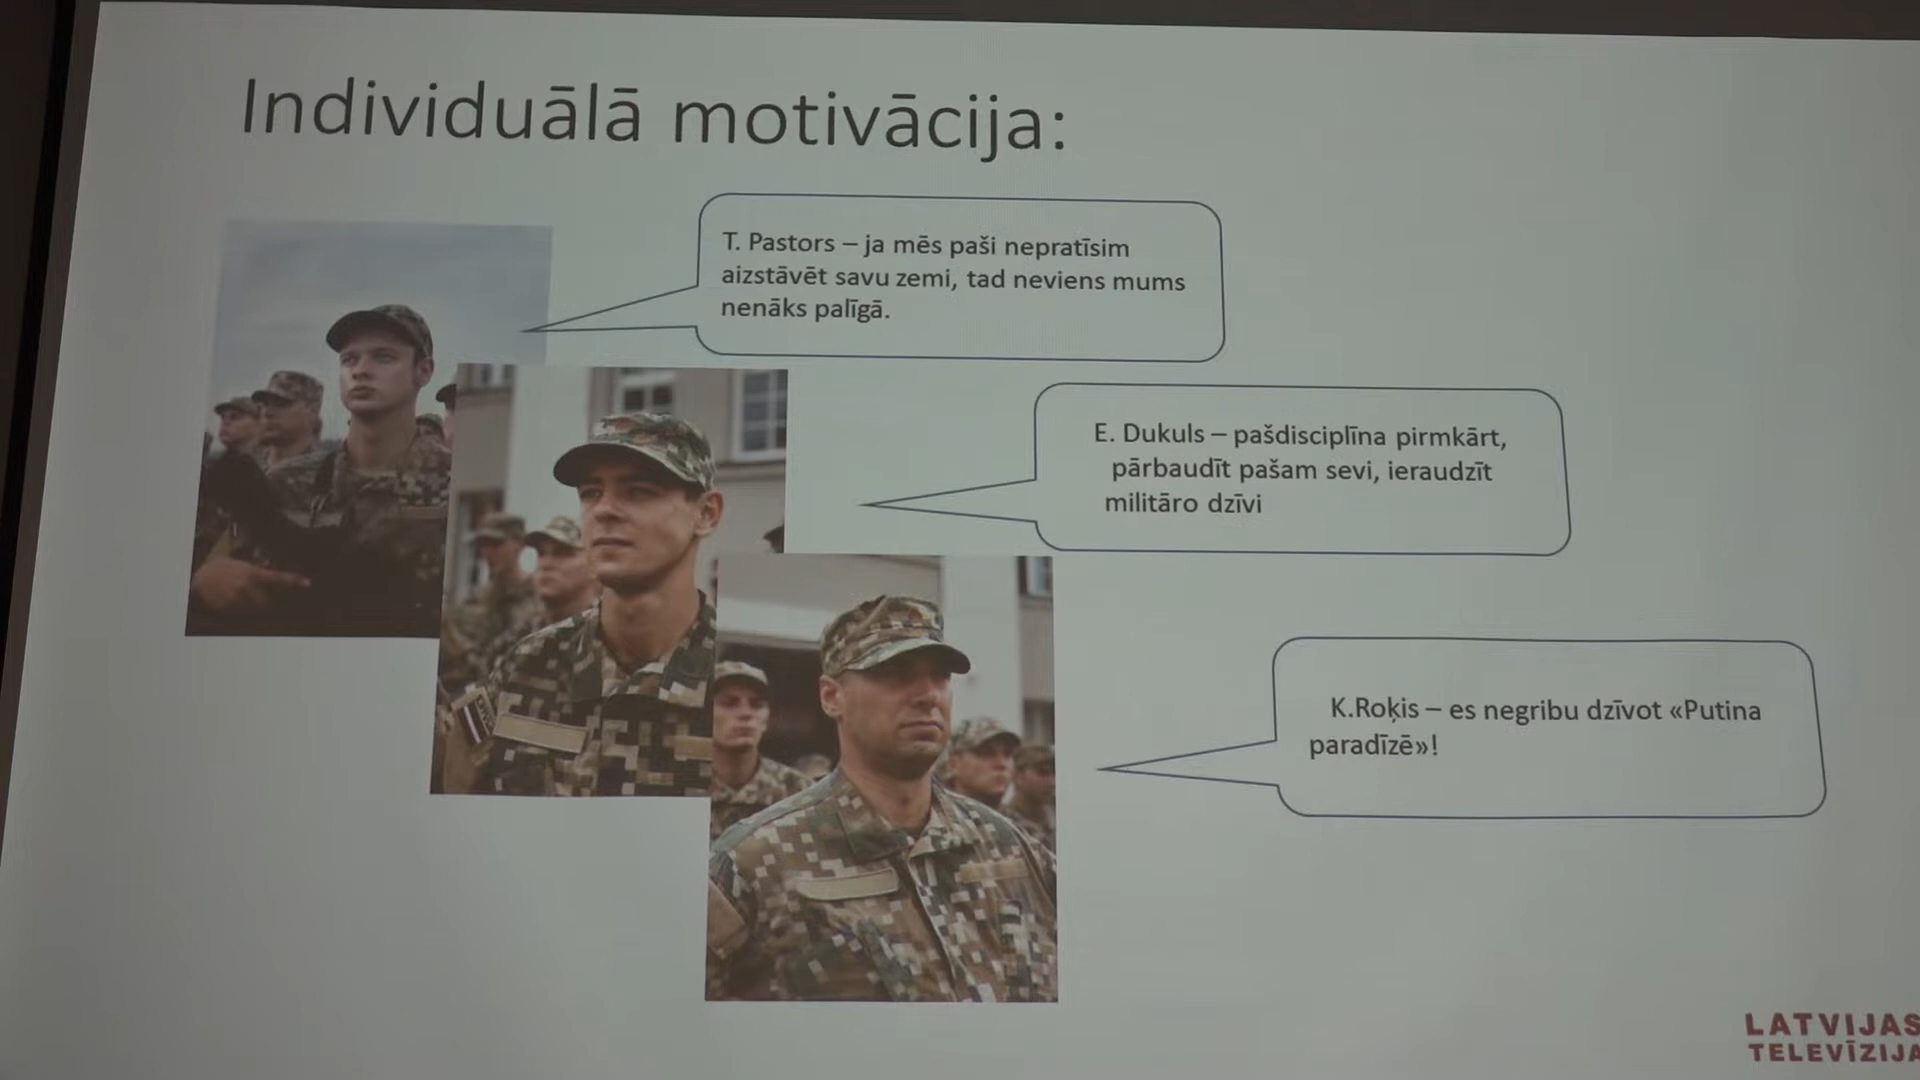 Individuālā motivācija:
T. Pastors – ja mēs paši nepratīsim
aizstāvēt savu zemi, tad neviens mums
nenāks palīgā.
E. Dukuls – pašdisciplīna pirmkārt,
pārbaudīt pašam sevi, ieraudzīt
militāro dzīvi
K.Roķis – es negribu dzīvot «Putina
paradīzē»!
LATVIJAS
TELEVĪZIJA